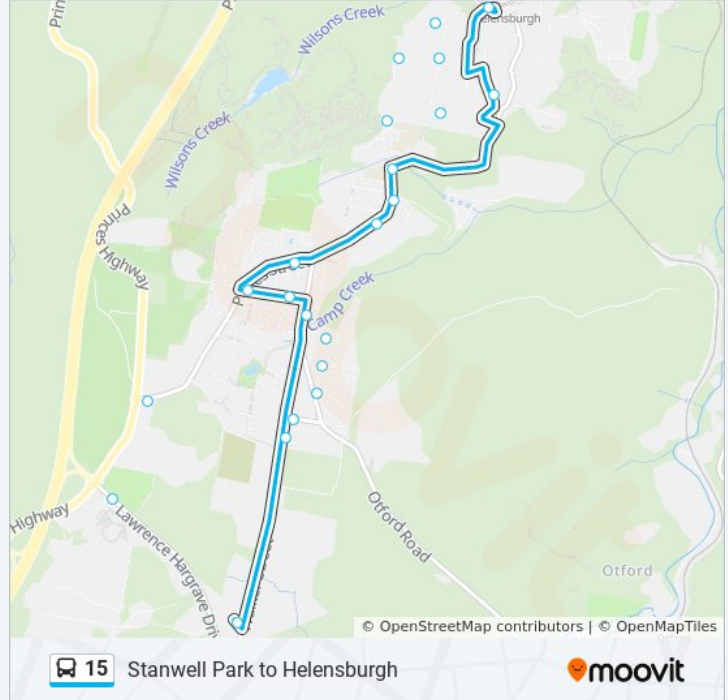 Wilsons Creek
Helensburgh
Wilsons Creek
Princes Highway
Camp Creek
Otford Road
Highway
Lawrence Hargrave Dri
Otford
© OpenStreetMap contributors | © OpenMapTiles
15 Stanwell Park to Helensburgh
moovit